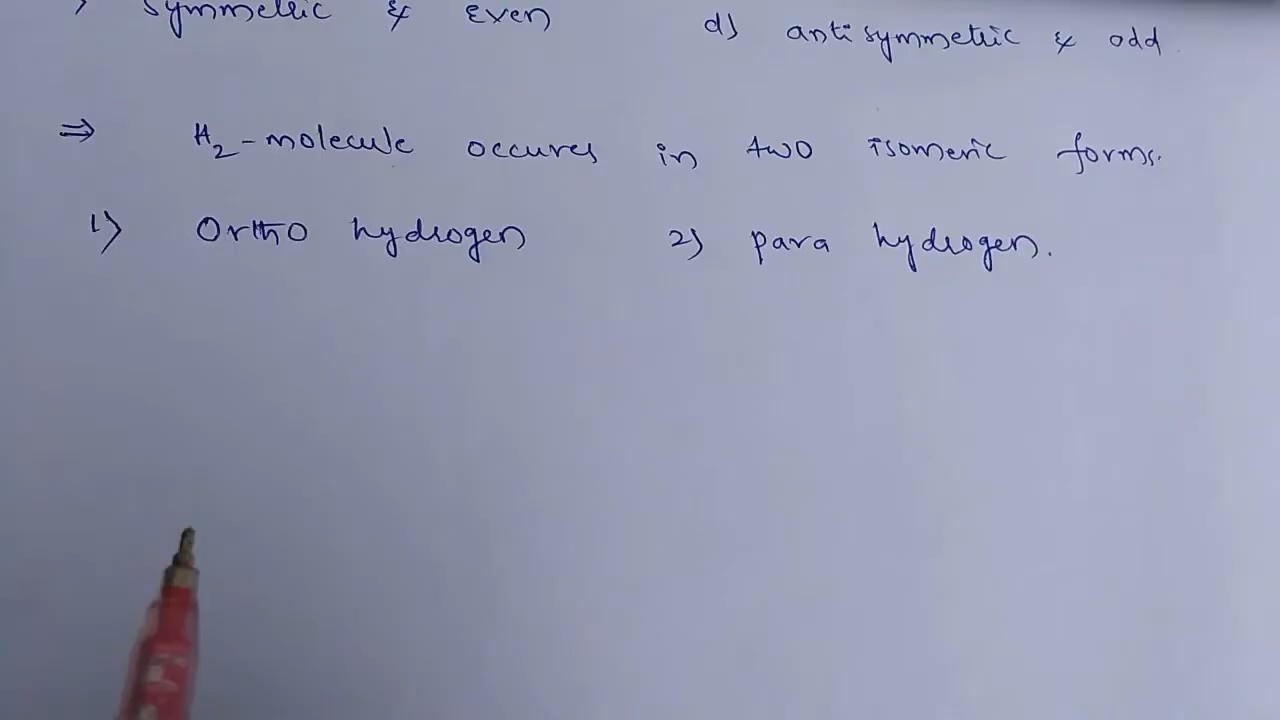 symmetric & even d) antisymmetric & odd
⇒ H₂-molecule occures in two isomeric forms.
1) Ortho hydrogen 2) para hydrogen.